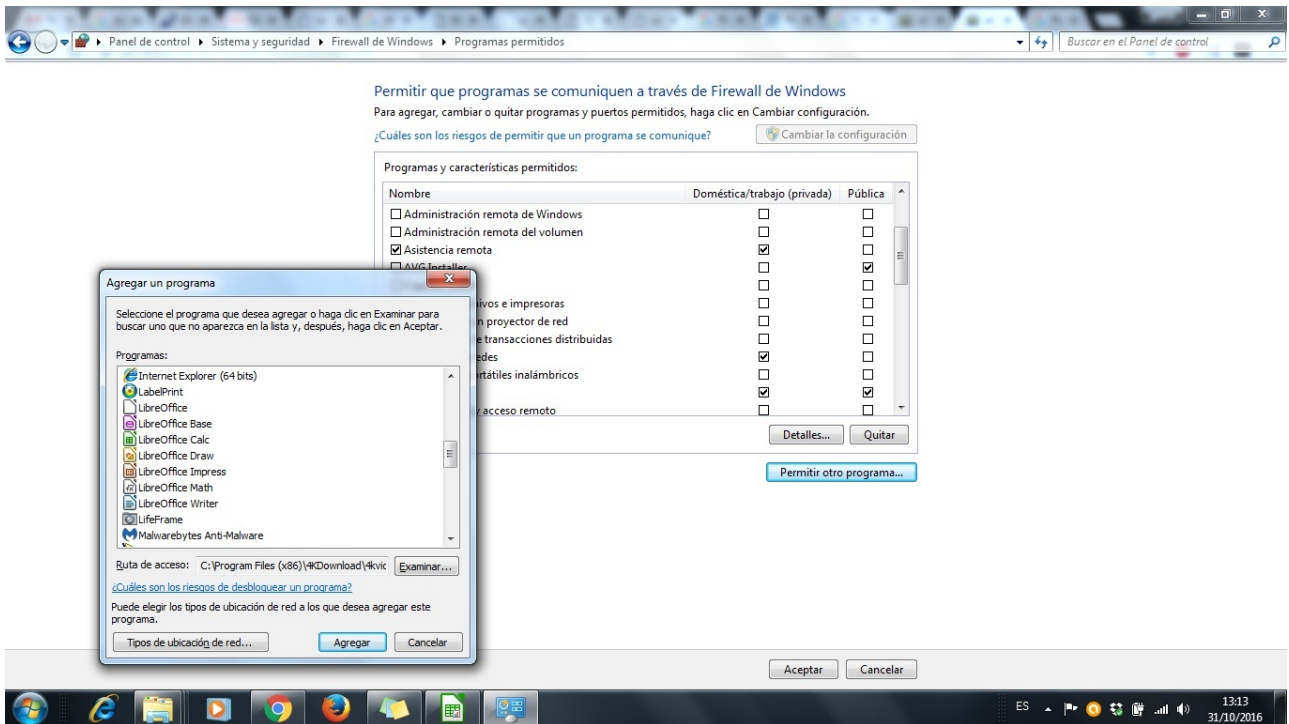 Panel de control ▸ Sistema y seguridad ▸ Firewall de Windows ▸ Programas permitidos
Buscar en el Panel de control
Permitir que programas se comuniquen a través de Firewall de Windows
Para agregar, cambiar o quitar programas y puertos permitidos, haga clic en Cambiar configuración.
¿Cuáles son los riesgos de permitir que un programa se comunique?
Cambiar la configuración
Programas y características permitidos:
Nombre Doméstica/trabajo (privada) Pública
Administración remota de Windows
Administración remota del volumen
Asistencia remota
AVG Installer
ivos e impresoras
n proyector de red
e transacciones distribuidas
edes
rtátiles inalámbricos
y acceso remoto
Detalles... Quitar
Permitir otro programa...
Agregar un programa
Seleccione el programa que desea agregar o haga clic en Examinar para
buscar uno que no aparezca en la lista y, después, haga clic en Aceptar.
Programas:
Internet Explorer (64 bits)
LabelPrint
LibreOffice
LibreOffice Base
LibreOffice Calc
LibreOffice Draw
LibreOffice Impress
LibreOffice Math
LibreOffice Writer
LifeFrame
Malwarebytes Anti-Malware
Ruta de acceso: C:\Program Files (x86)\4KDownload\4kvic Examinar...
¿Cuáles son los riesgos de desbloquear un programa?
Puede elegir los tipos de ubicación de red a los que desea agregar este
programa.
Tipos de ubicación de red... Agregar Cancelar
Aceptar Cancelar
ES 13:13
31/10/2016